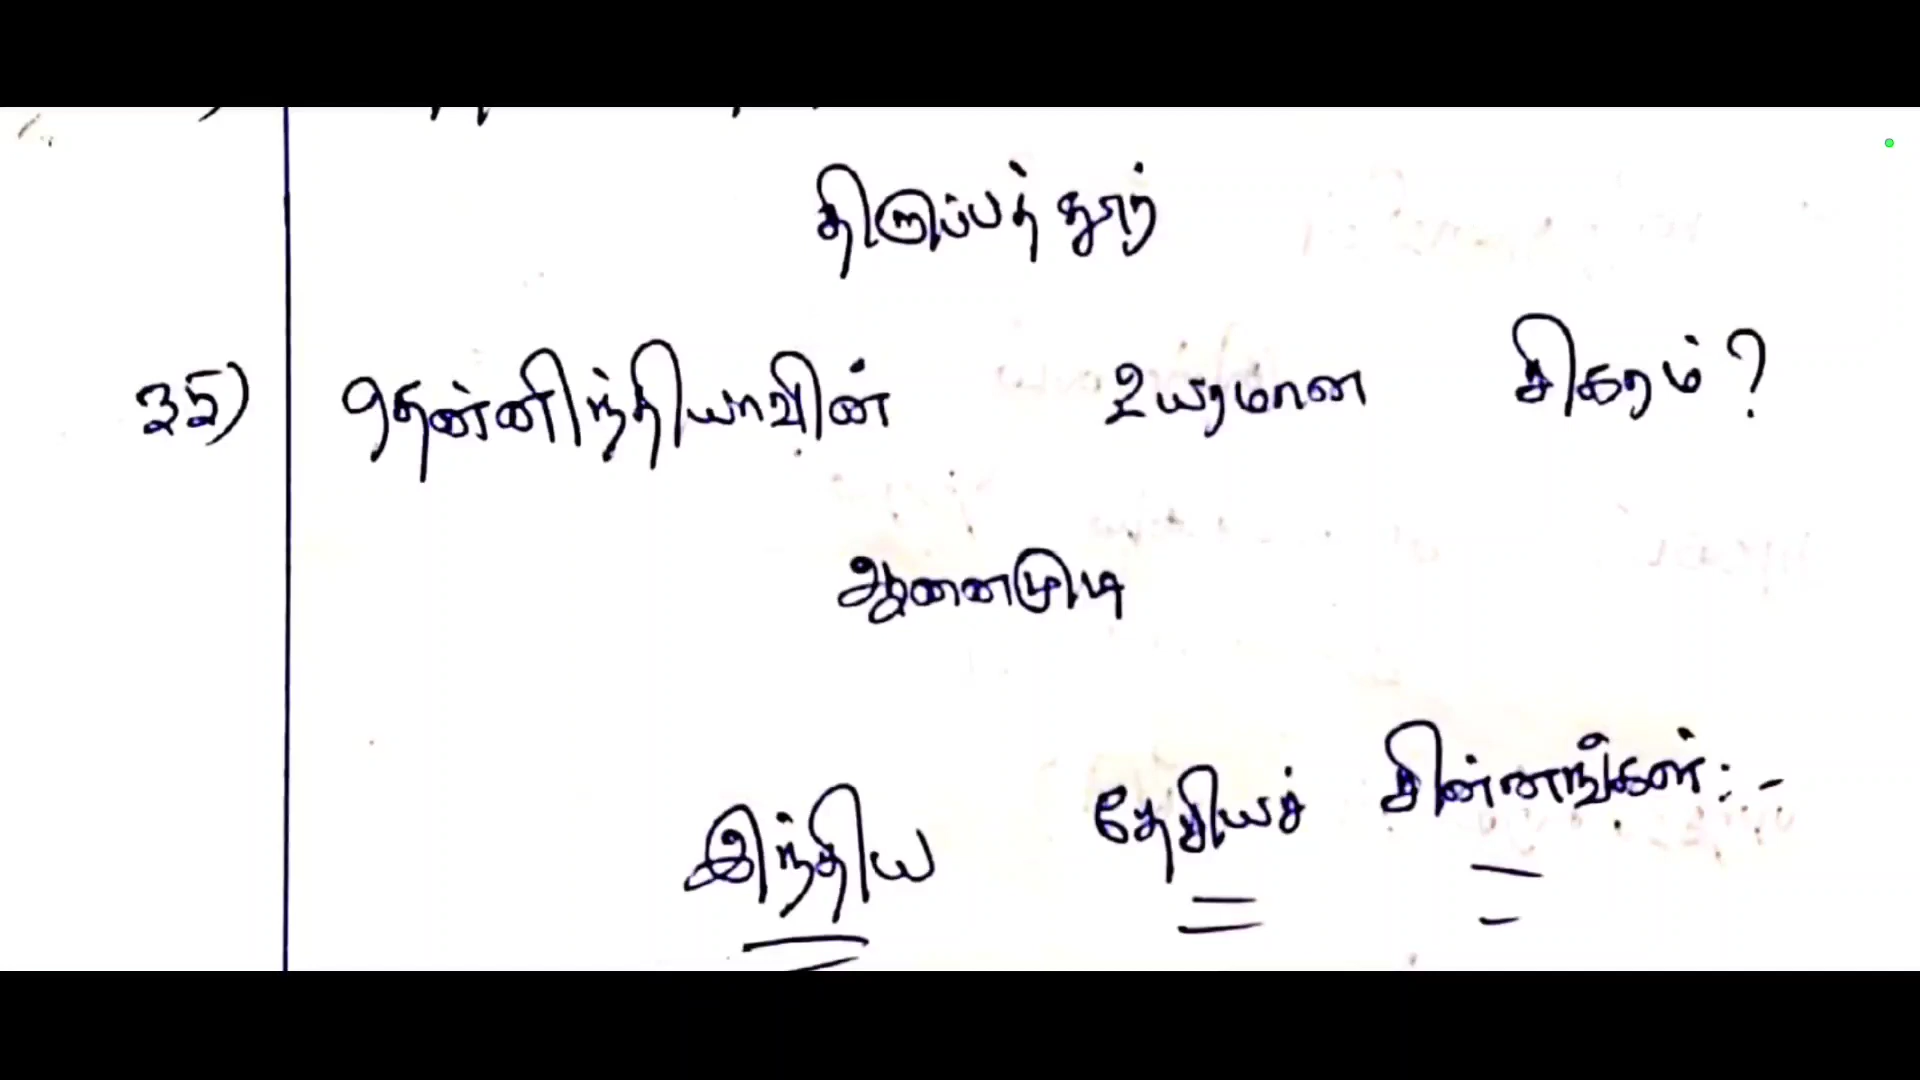 திருப்பத்தூர்
35) தென்னிந்தியாவின் உயரமான சிகரம்?
ஆனைமுடி
இந்திய தேசியச் சின்னங்கள்:-